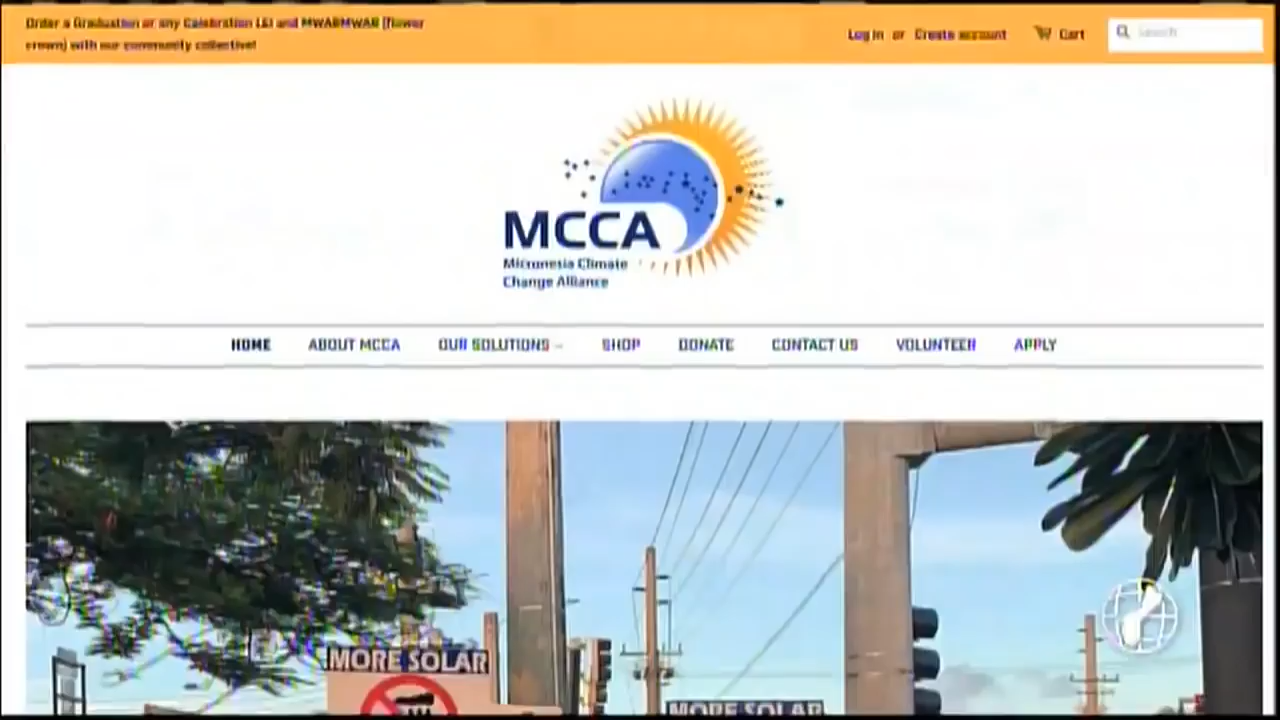 Order a Graduation or any Celebration LEI and MWARMWAR (flower
crown) with our community collective!
Log in or Create account
Cart
Search
MCCA
Micronesia Climate
Change Alliance
HOME
ABOUT MCCA
OUR SOLUTIONS
SHOP
DONATE
CONTACT US
VOLUNTEER
APPLY
MORE SOLAR
MORE SOLAR